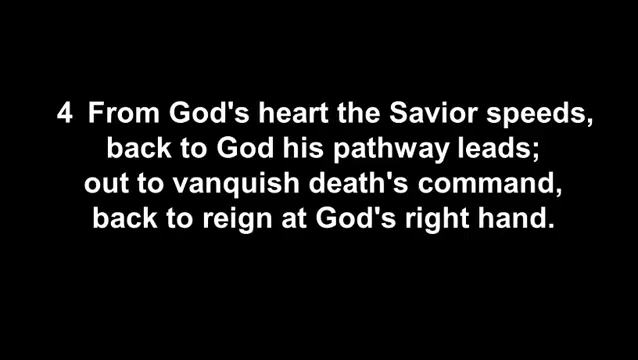 4 From God's heart the Savior speeds,
back to God his pathway leads;
out to vanquish death's command,
back to reign at God's right hand.